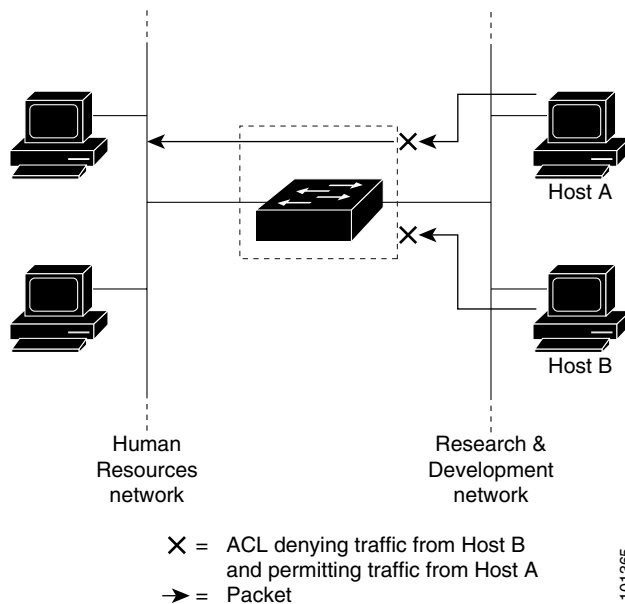 Host A
Host B
Human
Resources
network
Research &
Development
network
X = ACL denying traffic from Host B
and permitting traffic from Host A
→ = Packet
101365